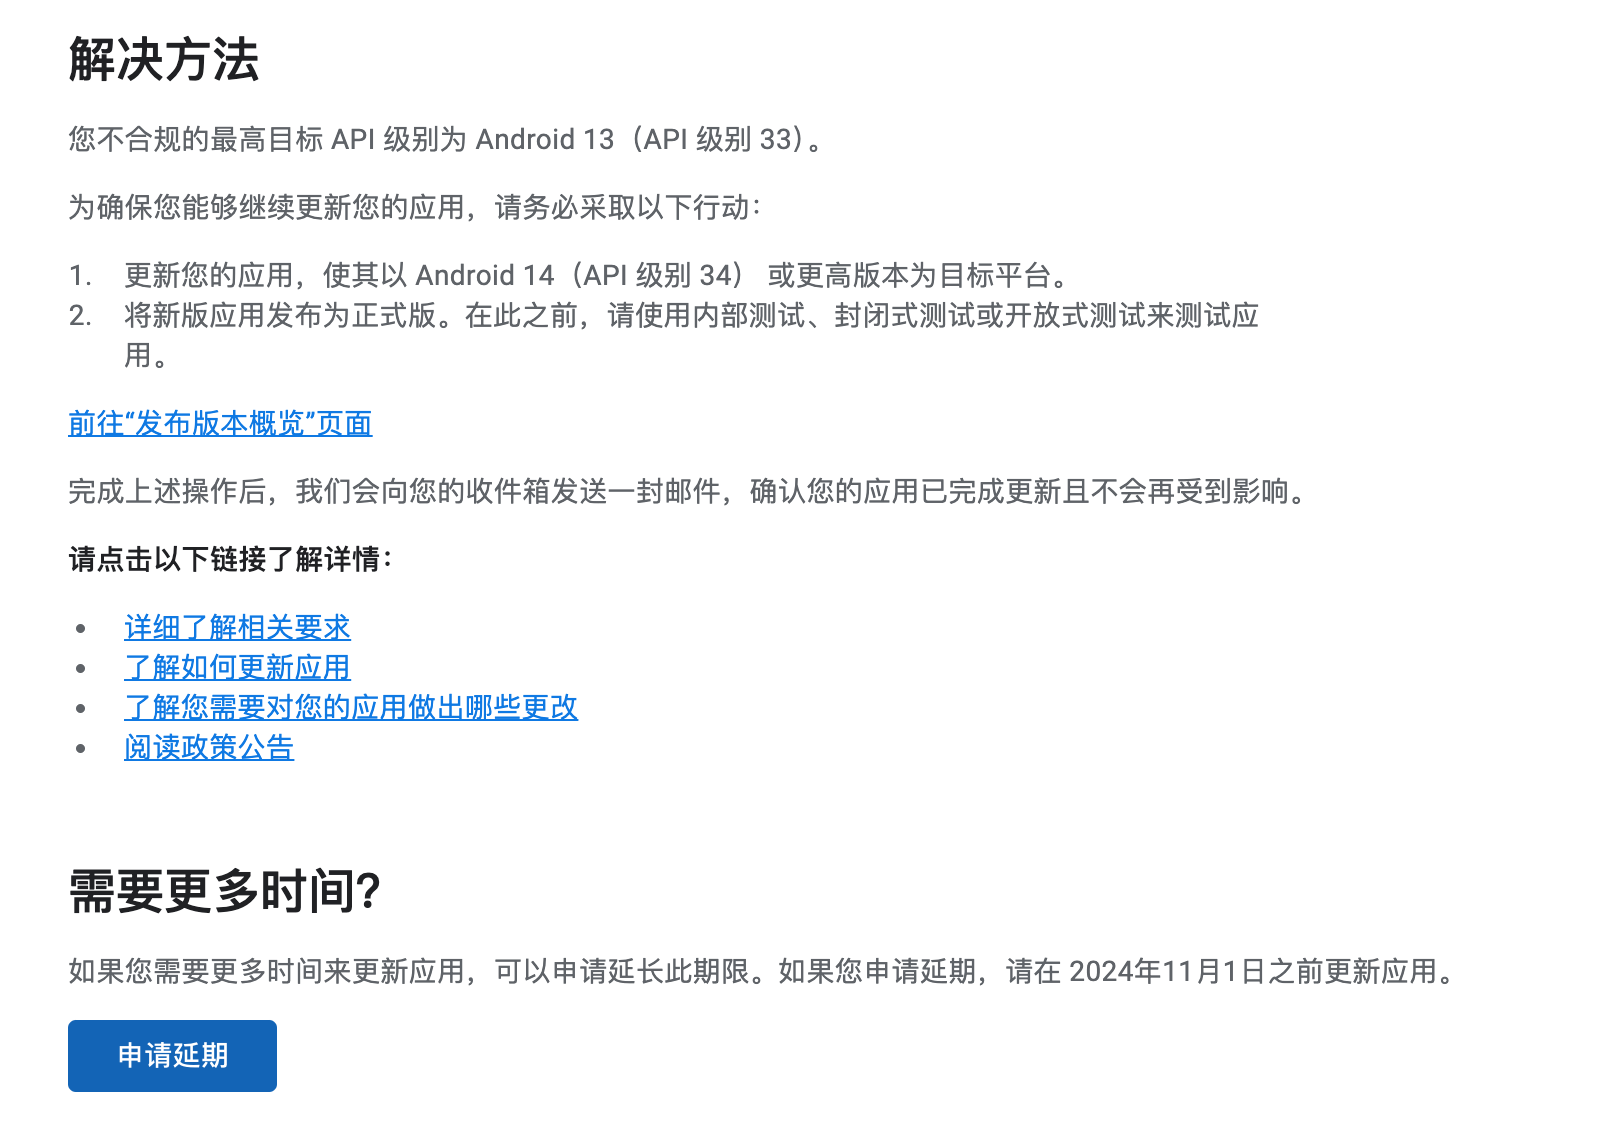 解决方法
您不合规的最高目标 API 级别为 Android 13（API 级别 33）。
为确保您能够继续更新您的应用，请务必采取以下行动：
1. 更新您的应用，使其以 Android 14（API 级别 34） 或更高版本为目标平台。
2. 将新版应用发布为正式版。在此之前，请使用内部测试、封闭式测试或开放式测试来测试应
用。
前往“发布版本概览”页面
完成上述操作后，我们会向您的收件箱发送一封邮件，确认您的应用已完成更新且不会再受到影响。
请点击以下链接了解详情：
• 详细了解相关要求
• 了解如何更新应用
• 了解您需要对您的应用做出哪些更改
• 阅读政策公告
需要更多时间？
如果您需要更多时间来更新应用，可以申请延长此期限。如果您申请延期，请在 2024年11月1日之前更新应用。
申请延期